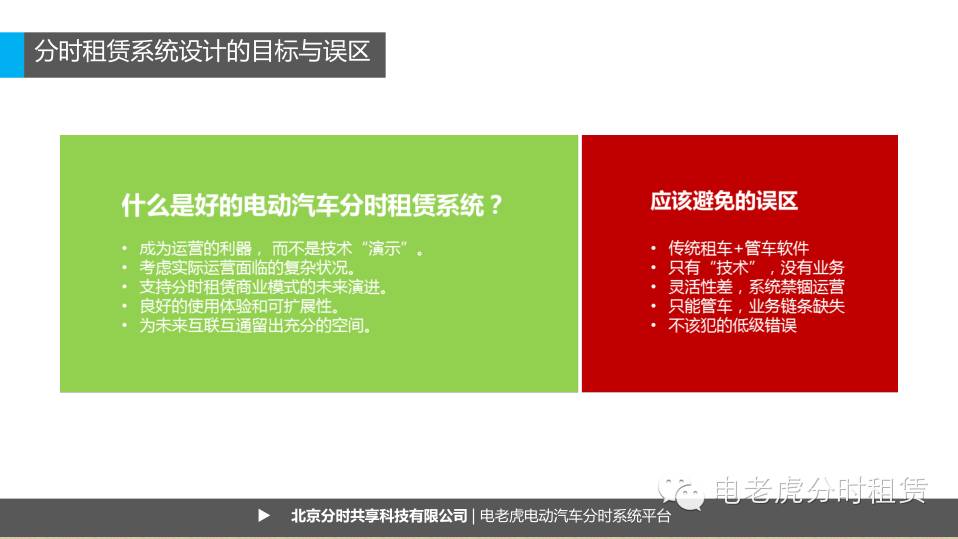 分时租赁系统设计的目标与误区
什么是好的电动汽车分时租赁系统？
• 成为运营的利器，而不是技术“演示”。
• 考虑实际运营面临的复杂状况。
• 支持分时租赁商业模式的未来演进。
• 良好的使用体验和可扩展性。
• 为未来互联互通留出充分的空间。
应该避免的误区
• 传统租车+管车软件
• 只有“技术”，没有业务
• 灵活性差，系统禁锢运营
• 只能管车，业务链条缺失
• 不该犯的低级错误
电老虎分时租赁
北京分时共享科技有限公司 | 电老虎电动汽车分时系统平台